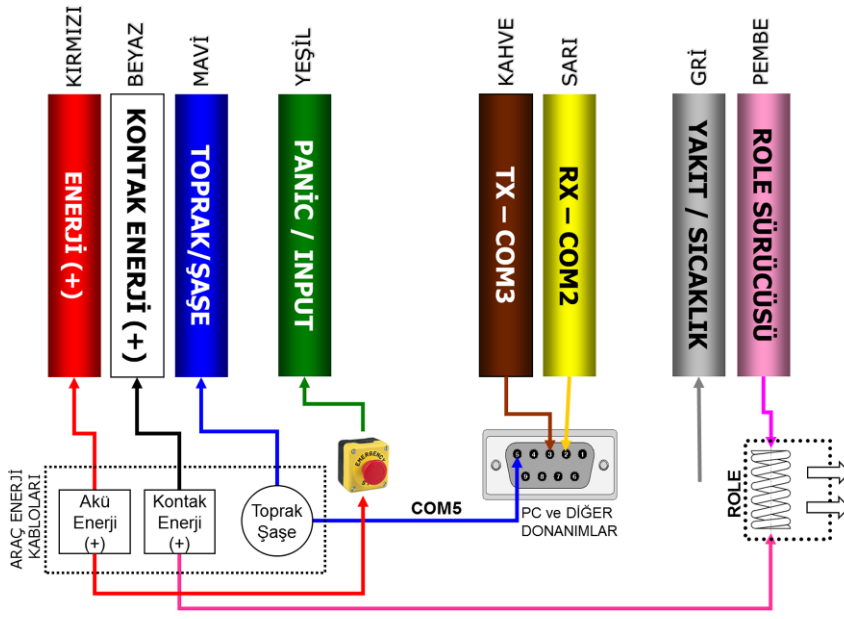 KIRMIZI
BEYAZ
MAVİ
YEŞİL
KAHVE
SARI
GRİ
PEMBE
ENERJİ (+)
KONTAK ENERJİ (+)
TOPRAK/ŞAŞE
PANİC / INPUT
TX – COM3
RX – COM2
YAKIT / SICAKLIK
ROLE SÜRÜCÜSÜ
EMERGENCY
5 4 3 2 1
9 8 7 6
ARAÇ ENERJİ
KABLOLARI
Akü
Enerji
(+)
Kontak
Enerji
(+)
Toprak
Şaşe
COM5
PC ve DİĞER
DONANIMLAR
ROLE